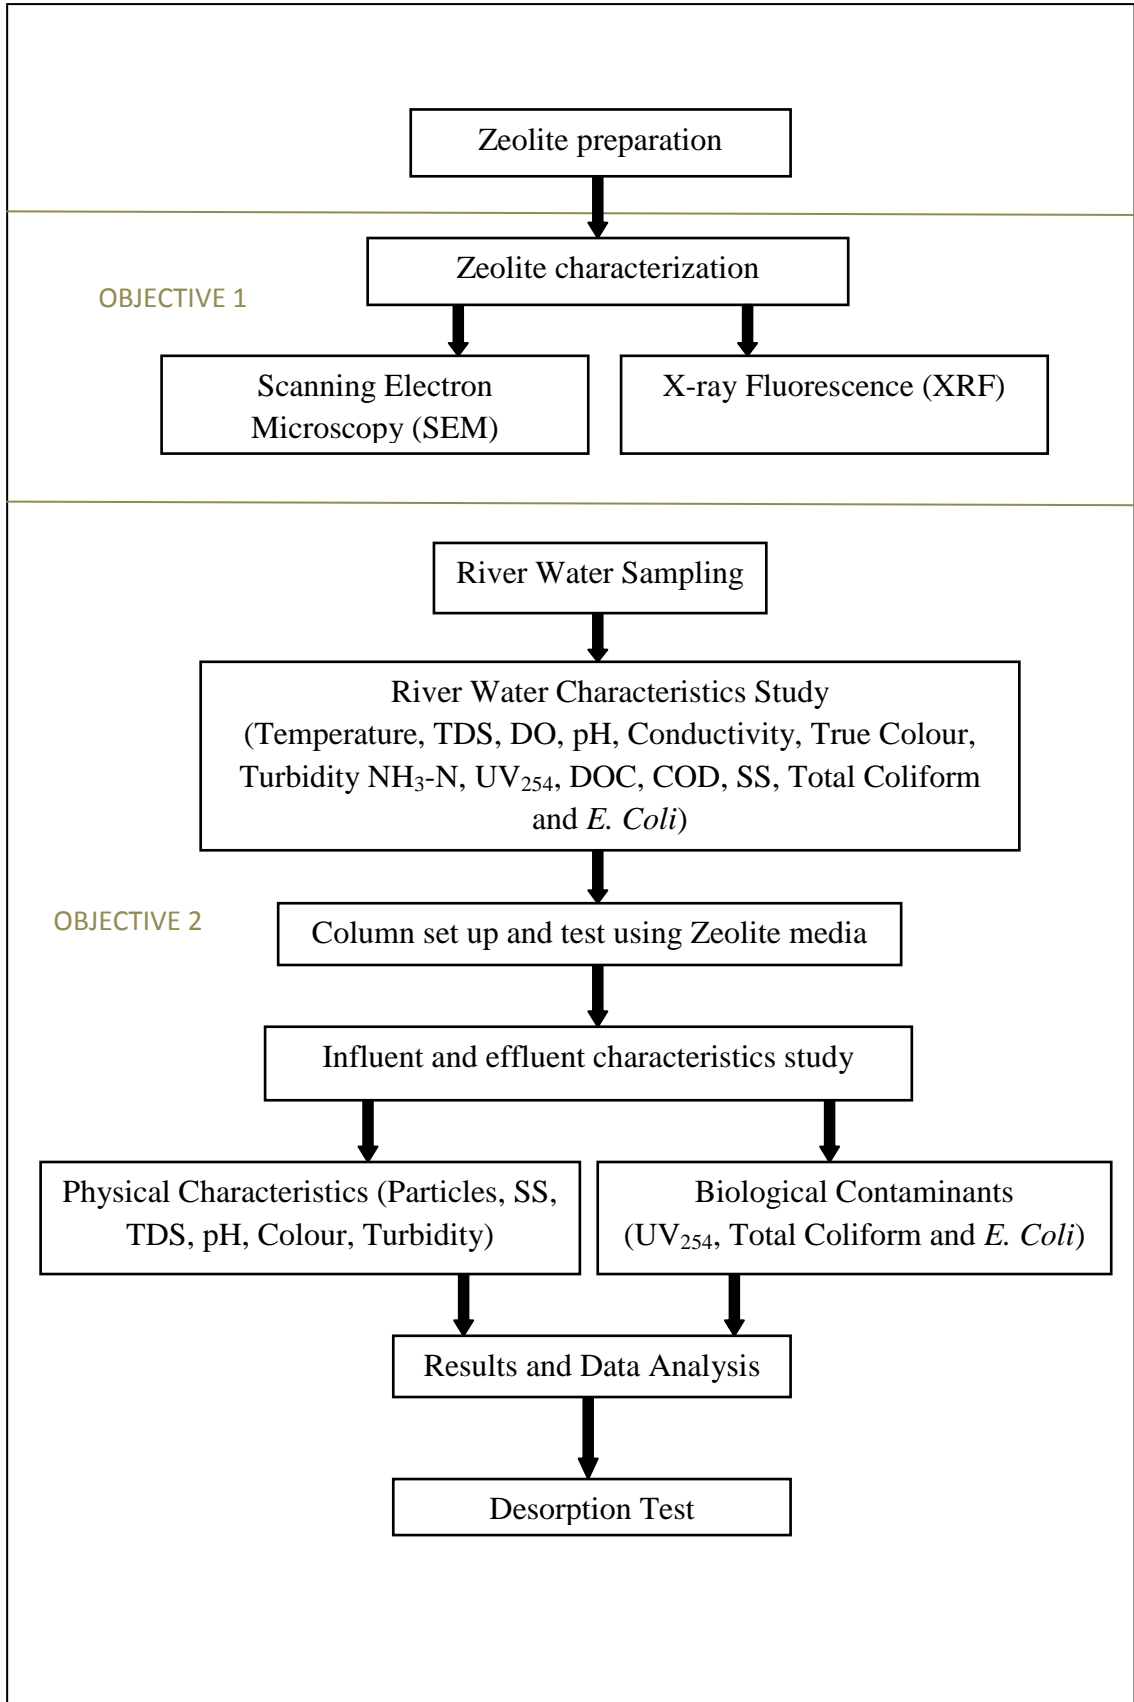 Zeolite preparation
Zeolite characterization
OBJECTIVE 1
Scanning Electron
Microscopy (SEM)
X-ray Fluorescence (XRF)
River Water Sampling
River Water Characteristics Study
(Temperature, TDS, DO, pH, Conductivity, True Colour,
Turbidity NH₃-N, UV₂₅₄, DOC, COD, SS, Total Coliform
and E. Coli)
OBJECTIVE 2
Column set up and test using Zeolite media
Influent and effluent characteristics study
Physical Characteristics (Particles, SS,
TDS, pH, Colour, Turbidity)
Biological Contaminants
(UV₂₅₄, Total Coliform and E. Coli)
Results and Data Analysis
Desorption Test